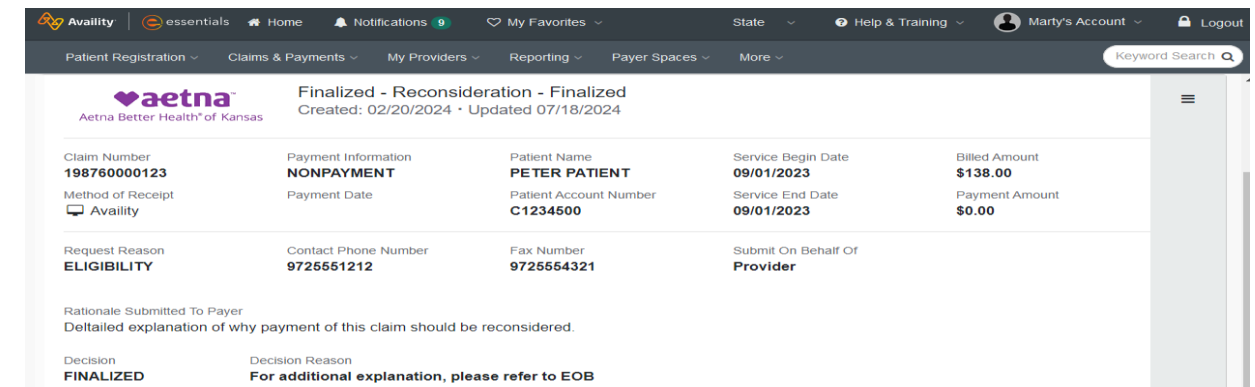 Availity essentials Home Notifications 9 My Favorites State Help & Training Marty's Account Logout
Patient Registration Claims & Payments My Providers Reporting Payer Spaces More Keyword Search
aetna™
Aetna Better Health® of Kansas
Finalized - Reconsideration - Finalized
Created: 02/20/2024 · Updated 07/18/2024
Claim Number Payment Information Patient Name Service Begin Date Billed Amount
198760000123 NONPAYMENT PETER PATIENT 09/01/2023 $138.00
Method of Receipt Payment Date Patient Account Number Service End Date Payment Amount
Availity C1234500 09/01/2023 $0.00
Request Reason Contact Phone Number Fax Number Submit On Behalf Of
ELIGIBILITY 9725551212 9725554321 Provider
Rationale Submitted To Payer
Deltailed explanation of why payment of this claim should be reconsidered.
Decision Decision Reason
FINALIZED For additional explanation, please refer to EOB